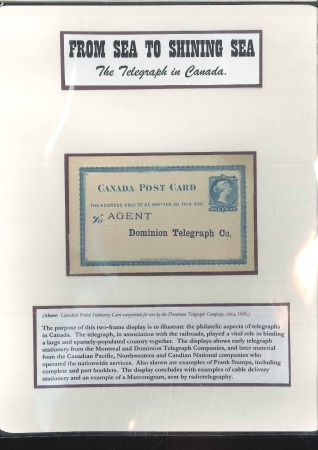 FROM SEA TO SHINING SEA
The Telegraph in Canada.
CANADA POST CARD
THE ADDRESS ONLY TO BE WRITTEN ON THIS SIDE
To AGENT
Dominion Telegraph Co.
(Above: Canadian Postal Stationery Card overprinted for use by the Dominion Telegraph Company, circa 1880.)
The purpose of this two-frame display is to illustrate the philatelic aspects of telegraphs
in Canada. The telegraph, in association with the railroads, played a vital role in binding
a large and sparsely-populated country together. The displays shows early telegraph
stationery from the Montreal and Dominion Telegraph Companies, and later material
from the Canadian Pacific, Northwestern and Candian National companies who
operated the nationwide services. Also shown are examples of Frank Stamps, including
complete and part booklets. The display concludes with examples of cable delivery
stationery and an example of a Marconigram, sent by radiotelegraphy.